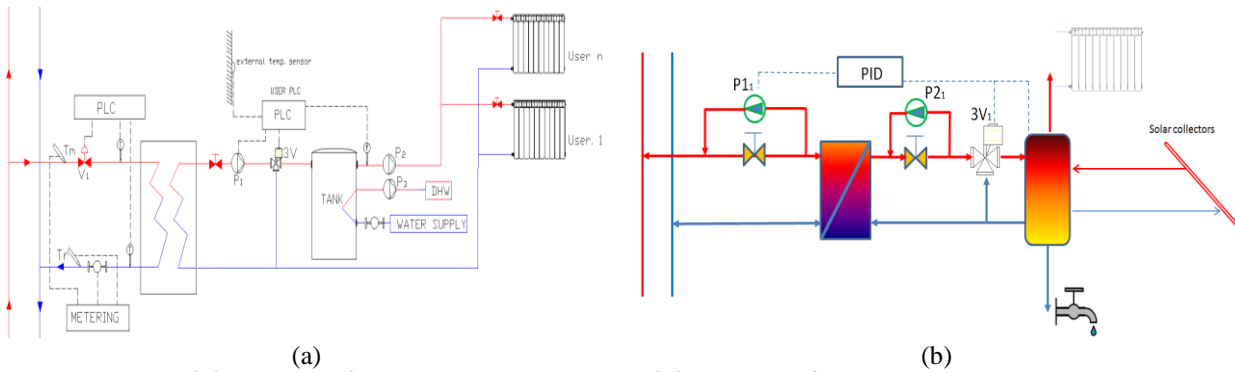 external temp. sensor
USER PLC
PLC
PLC
Tm
V1
P1
3V
TANK
P2
P3
DHW
WATER SUPPLY
User n
User. 1
Tr
METERING
(a)
PID
P1₁
P2₁
3V₁
Solar collectors
(b)